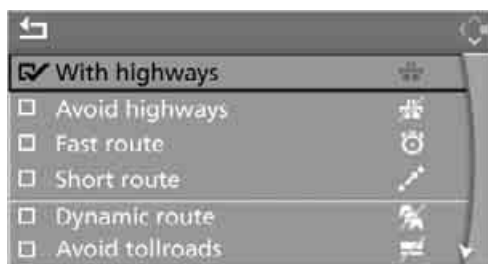 With highways
Avoid highways
Fast route
Short route
Dynamic route
Avoid tollroads